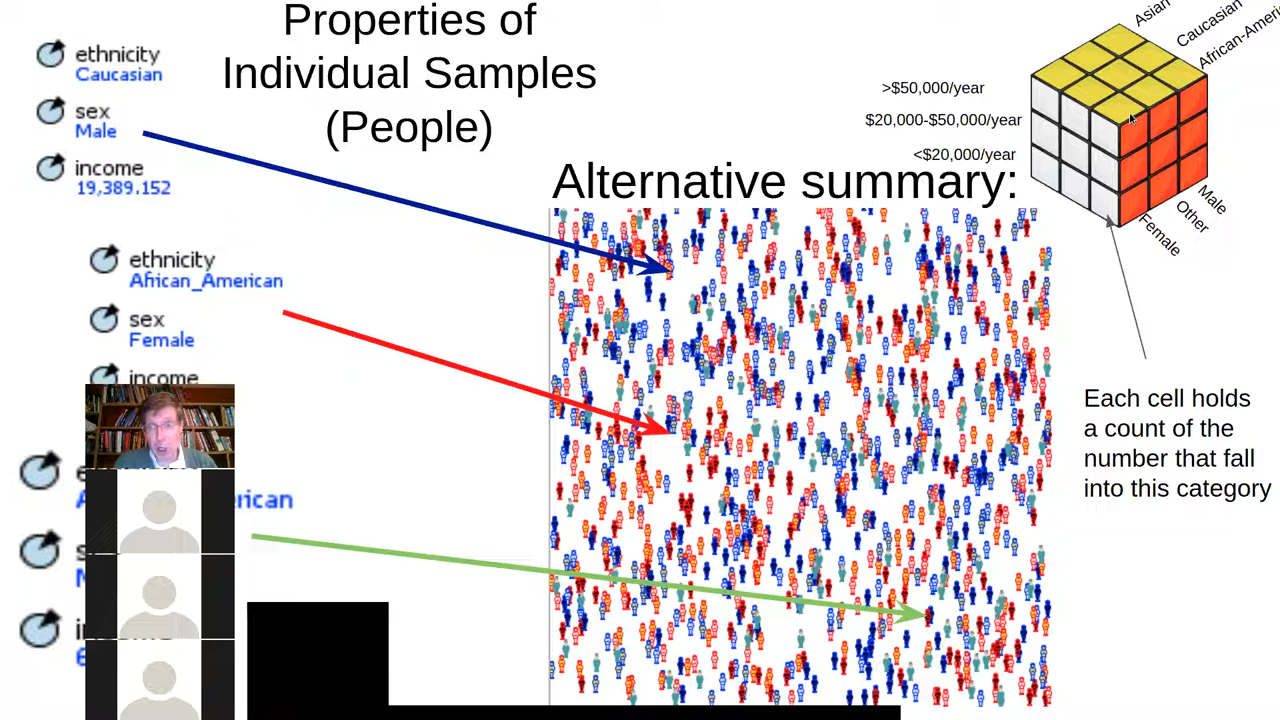 Properties of
Individual Samples
(People)
ethnicity
Caucasian
sex
Male
income
19,389.152
ethnicity
African_American
sex
Female
income
Alternative summary:
Asian
Caucasian
>$50,000/year
$20,000-$50,000/year
<$20,000/year
Male
Other
Female
Each cell holds
a count of the
number that fall
into this category